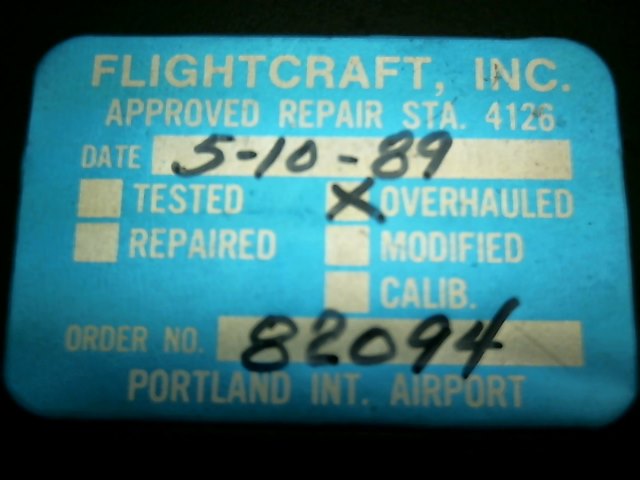 FLIGHTCRAFT, INC.
APPROVED REPAIR STA. 4126
DATE 5-10-89
TESTED X OVERHAULED
REPAIRED MODIFIED
CALIB.
ORDER NO. 82094
PORTLAND INT. AIRPORT